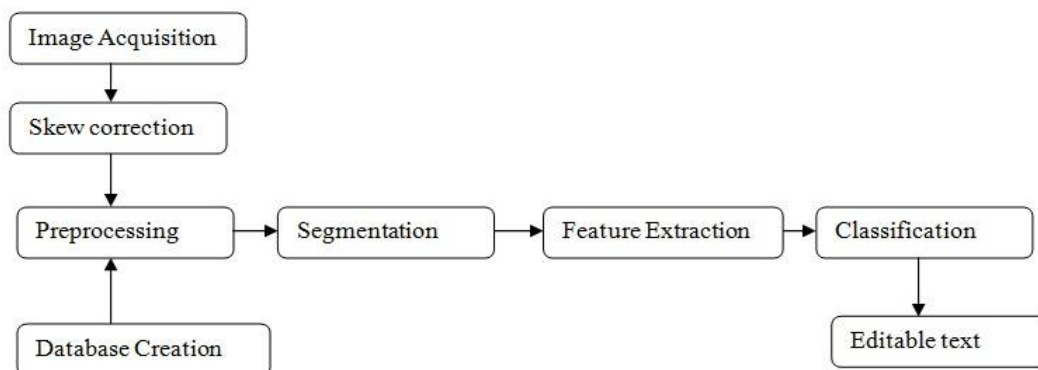 Image Acquisition
Skew correction
Preprocessing
Segmentation
Feature Extraction
Classification
Database Creation
Editable text